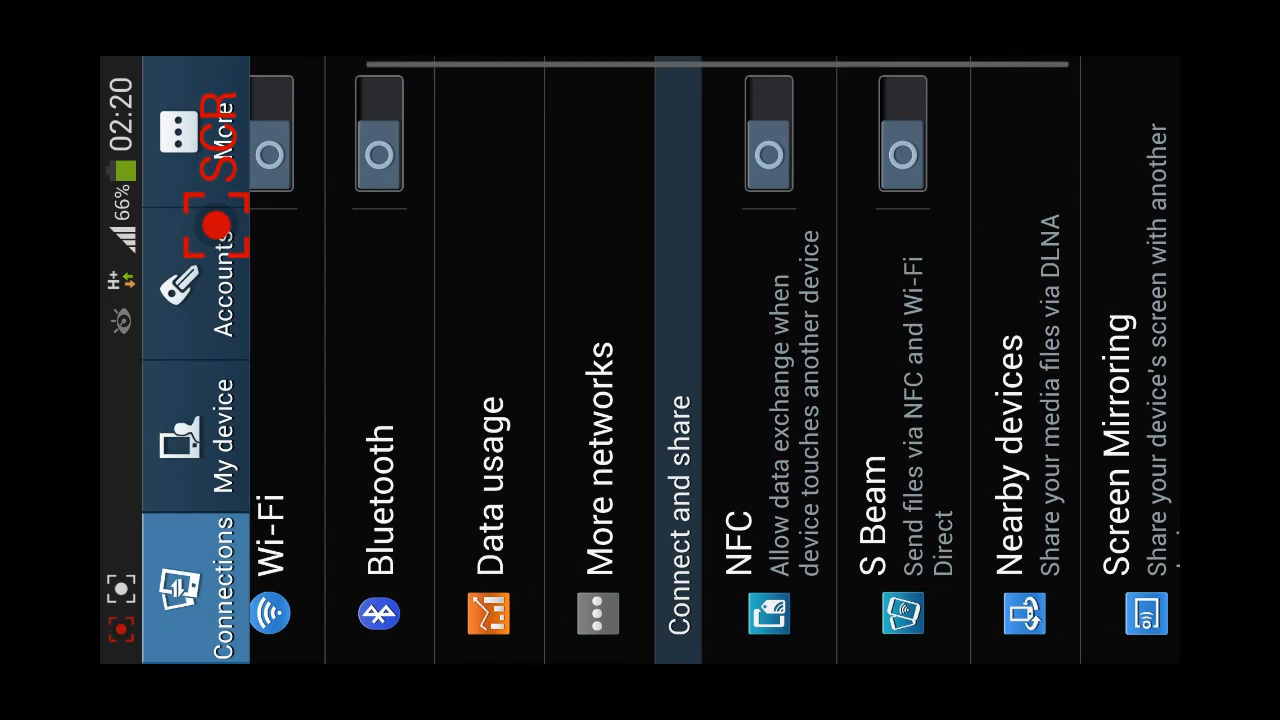 H+ 66% 02:20
Connections My device Accounts More
SCR
Wi-Fi
Bluetooth
Data usage
More networks
Connect and share
NFC
Allow data exchange when
device touches another device
S Beam
Send files via NFC and Wi-Fi
Direct
Nearby devices
Share your media files via DLNA
Screen Mirroring
Share your device's screen with another